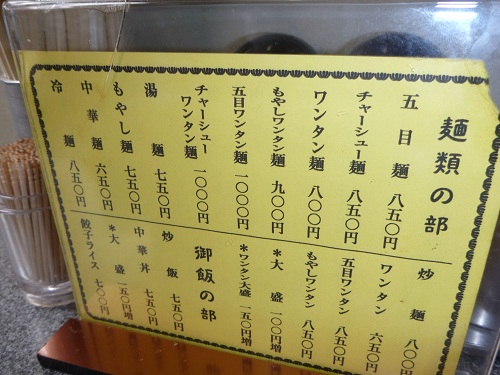 麺類の部
五目麺 八五〇円
チャーシュー麺 八五〇円
ワンタン麺 八〇〇円
もやしワンタン麺 九〇〇円
五目ワンタン麺 一〇〇〇円
チャーシューワンタン麺 一〇〇〇円
湯麺 七五〇円
もやし麺 七五〇円
中華麺 六五〇円
冷麺 八五〇円
炒麺 八〇〇円
ワンタン 六五〇円
五目ワンタン 八五〇円
もやしワンタン 八五〇円
*大盛 一〇〇円増
*ワンタン大盛 一五〇円増
御飯の部
炒飯 七五〇円
中華丼 七五〇円
*大盛 一五〇円増
餃子ライス 七〇〇円